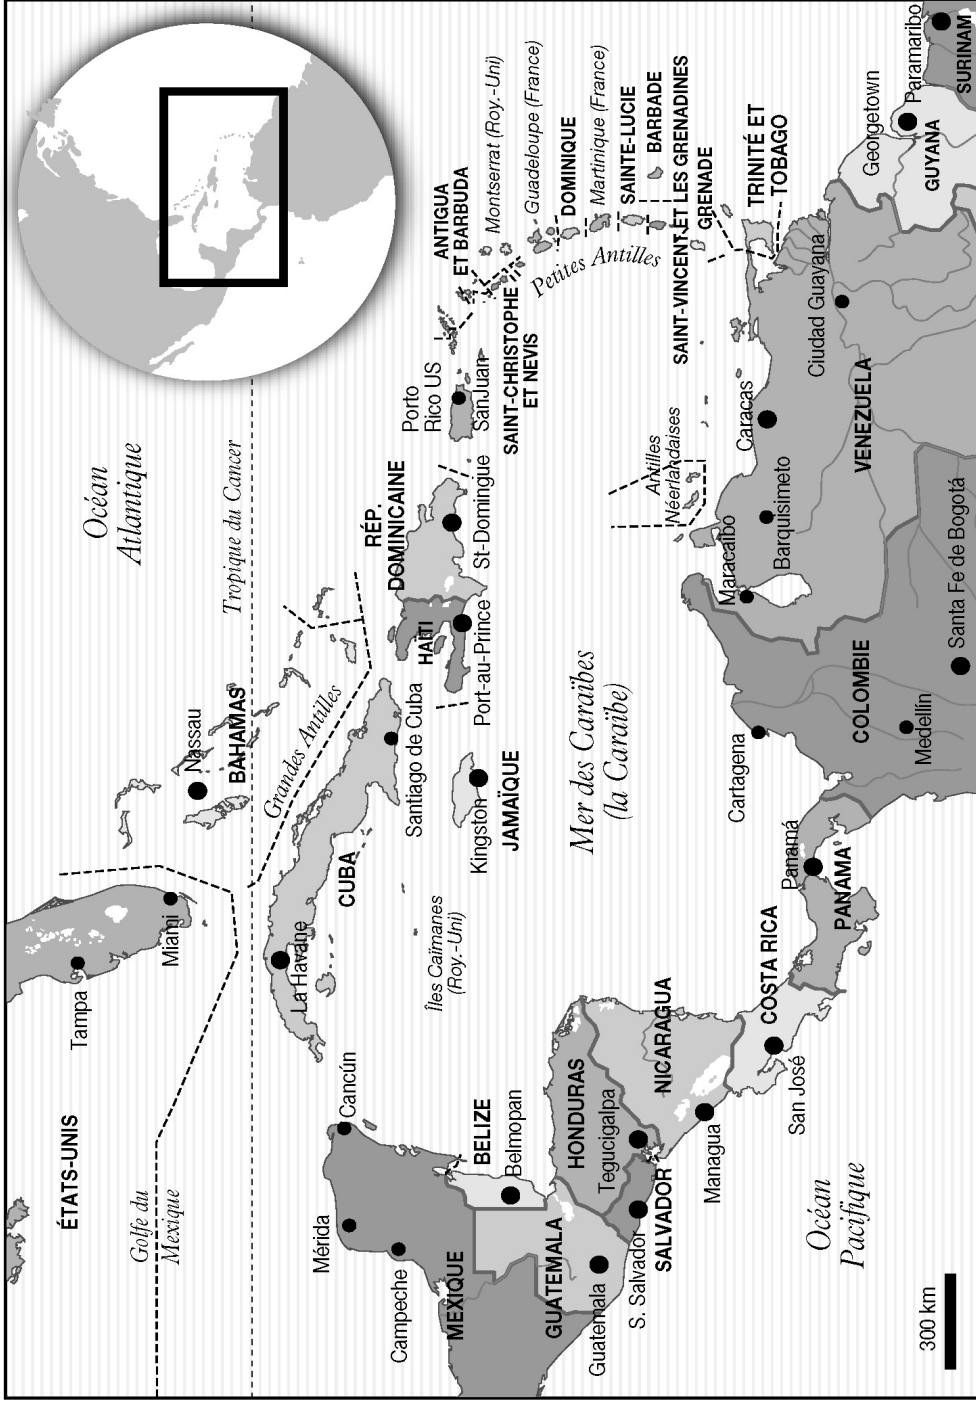 Océan
Atlantique
ÉTATS-UNIS
Golfe du
Mexique
Tampa
Miami
Nassau
BAHAMAS
Tropique du Cancer
Grandes Antilles
La Havane
CUBA
Santiago de Cuba
Îles Caïmanes
(Roy.-Uni)
Kingston
JAMAÏQUE
HAÏTI
Port-au-Prince
RÉP.
DOMINICAINE
St-Domingue
Porto
Rico US
SanJuan
ANTIGUA
ET BARBUDA
SAINT-CHRISTOPHE
ET NEVIS
Montserrat (Roy.-Uni)
Guadeloupe (France)
DOMINIQUE
Martinique (France)
SAINTE-LUCIE
BARBADE
SAINT-VINCENT ET LES GRENADINES
GRENADE
Petites Antilles
TRINITÉ ET
TOBAGO
Antilles
Néerlandaises
Mer des Caraïbes
(la Caraïbe)
Cancún
Mérida
Campeche
MEXIQUE
BELIZE
Belmopan
GUATEMALA
Guatemala
HONDURAS
Tegucigalpa
S. Salvador
SALVADOR
NICARAGUA
Managua
COSTA RICA
San José
Panamá
PANAMA
Cartagena
Medellín
COLOMBIE
Santa Fe de Bogotá
Maracaibo
Barquisimeto
Caracas
VENEZUELA
Ciudad Guayana
Georgetown
GUYANA
Paramaribo
SURINAM
Océan
Pacifique
300 km